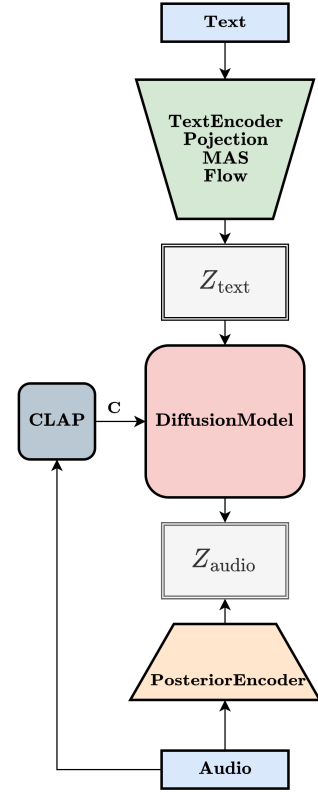 Text
TextEncoder
Pojection
MAS
Flow
Z_text
CLAP
C
DiffusionModel
Z_audio
PosteriorEncoder
Audio